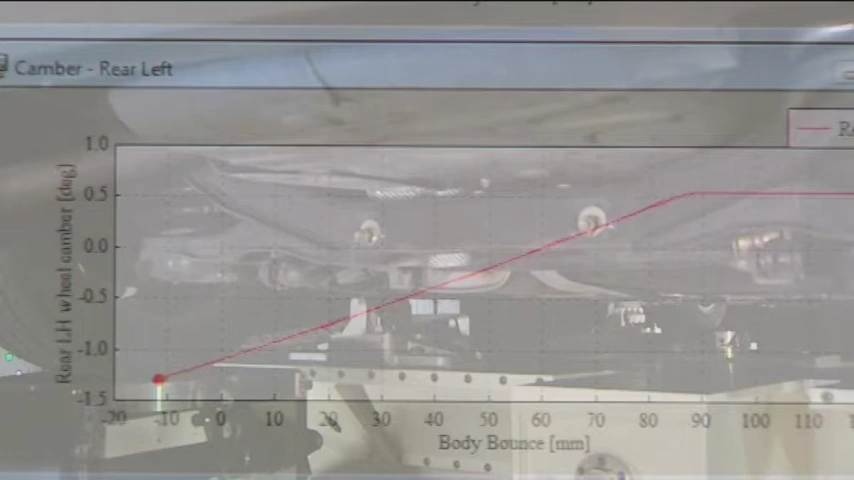 Camber - Rear Left
1.0
0.5
0.0
-0.5
-1.0
-1.5
Rear LH wheel camber [deg]
-20 -10 0 10 20 30 40 50 60 70 80 90 100 110
Body Bounce [mm]